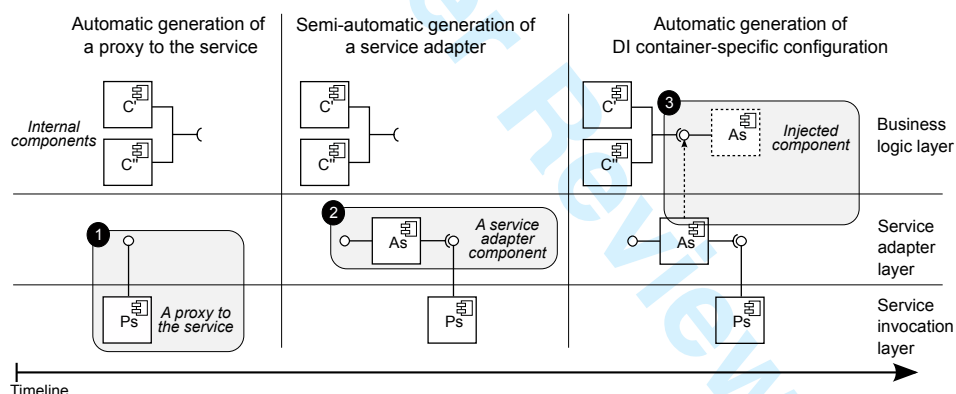 Automatic generation of
a proxy to the service
Semi-automatic generation of
a service adapter
Automatic generation of
DI container-specific configuration
C'
C''
Internal
components
C'
C''
C'
C''
3
As
Injected
component
Business
logic layer
1
2
As
A service
adapter
component
As
Service
adapter
layer
Ps
A proxy to
the service
Ps
Ps
Service
invocation
layer
Timeline
er Review